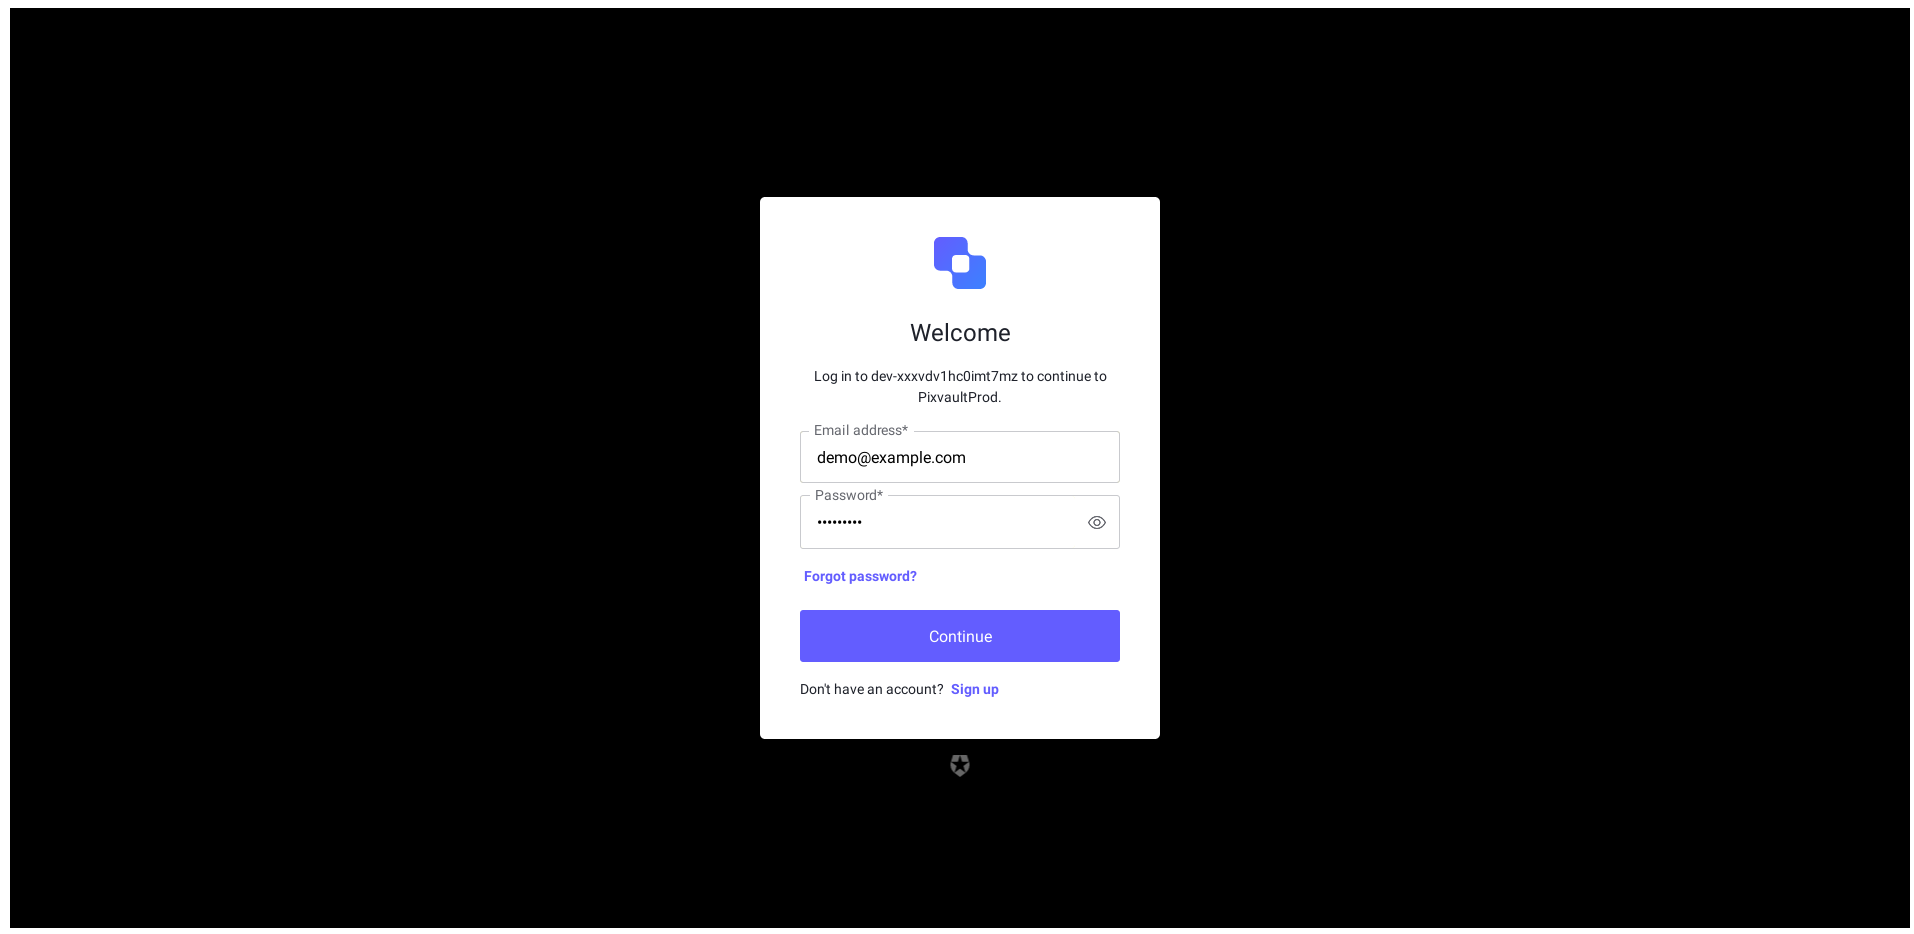 Welcome
Log in to dev-xxxvdv1hc0imt7mz to continue to
PixvaultProd.
Email address*
demo@example.com
Password*
•••••••••
Forgot password?
Continue
Don't have an account? Sign up